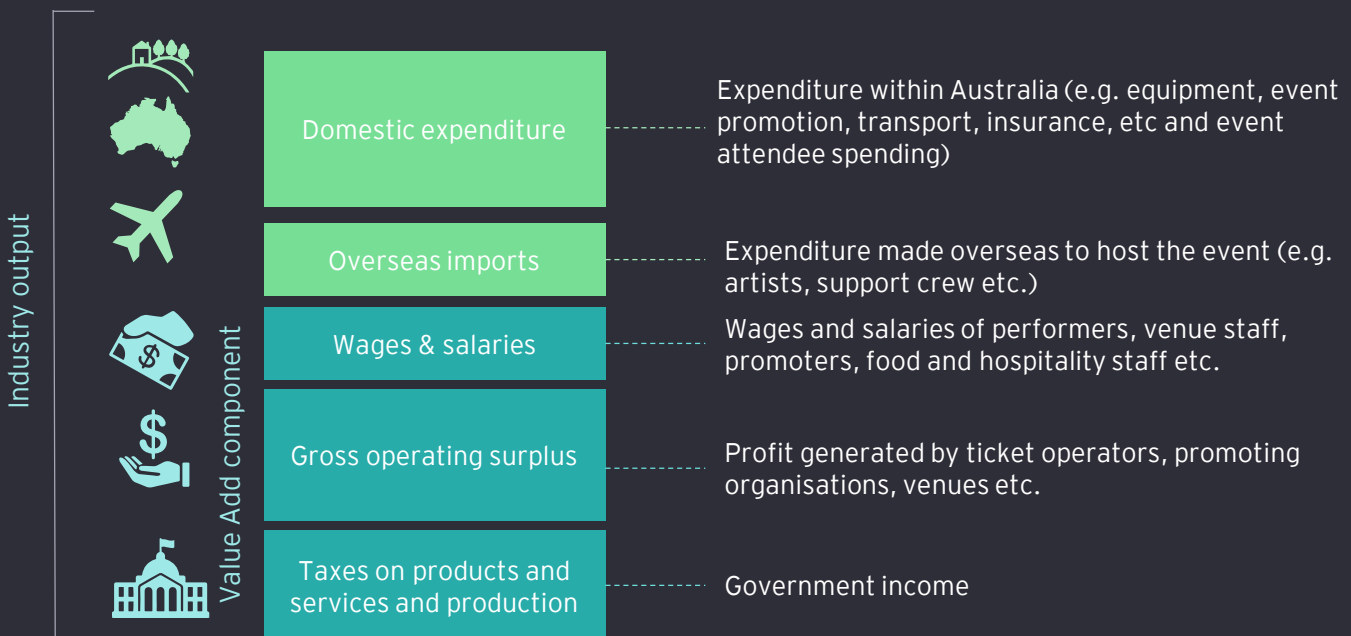 Industry output
Value Add component
Domestic expenditure
Expenditure within Australia (e.g. equipment, event
promotion, transport, insurance, etc and event
attendee spending)
Overseas imports
Expenditure made overseas to host the event (e.g.
artists, support crew etc.)
$
Wages & salaries
Wages and salaries of performers, venue staff,
promoters, food and hospitality staff etc.
$
Gross operating surplus
Profit generated by ticket operators, promoting
organisations, venues etc.
Taxes on products and
services and production
Government income